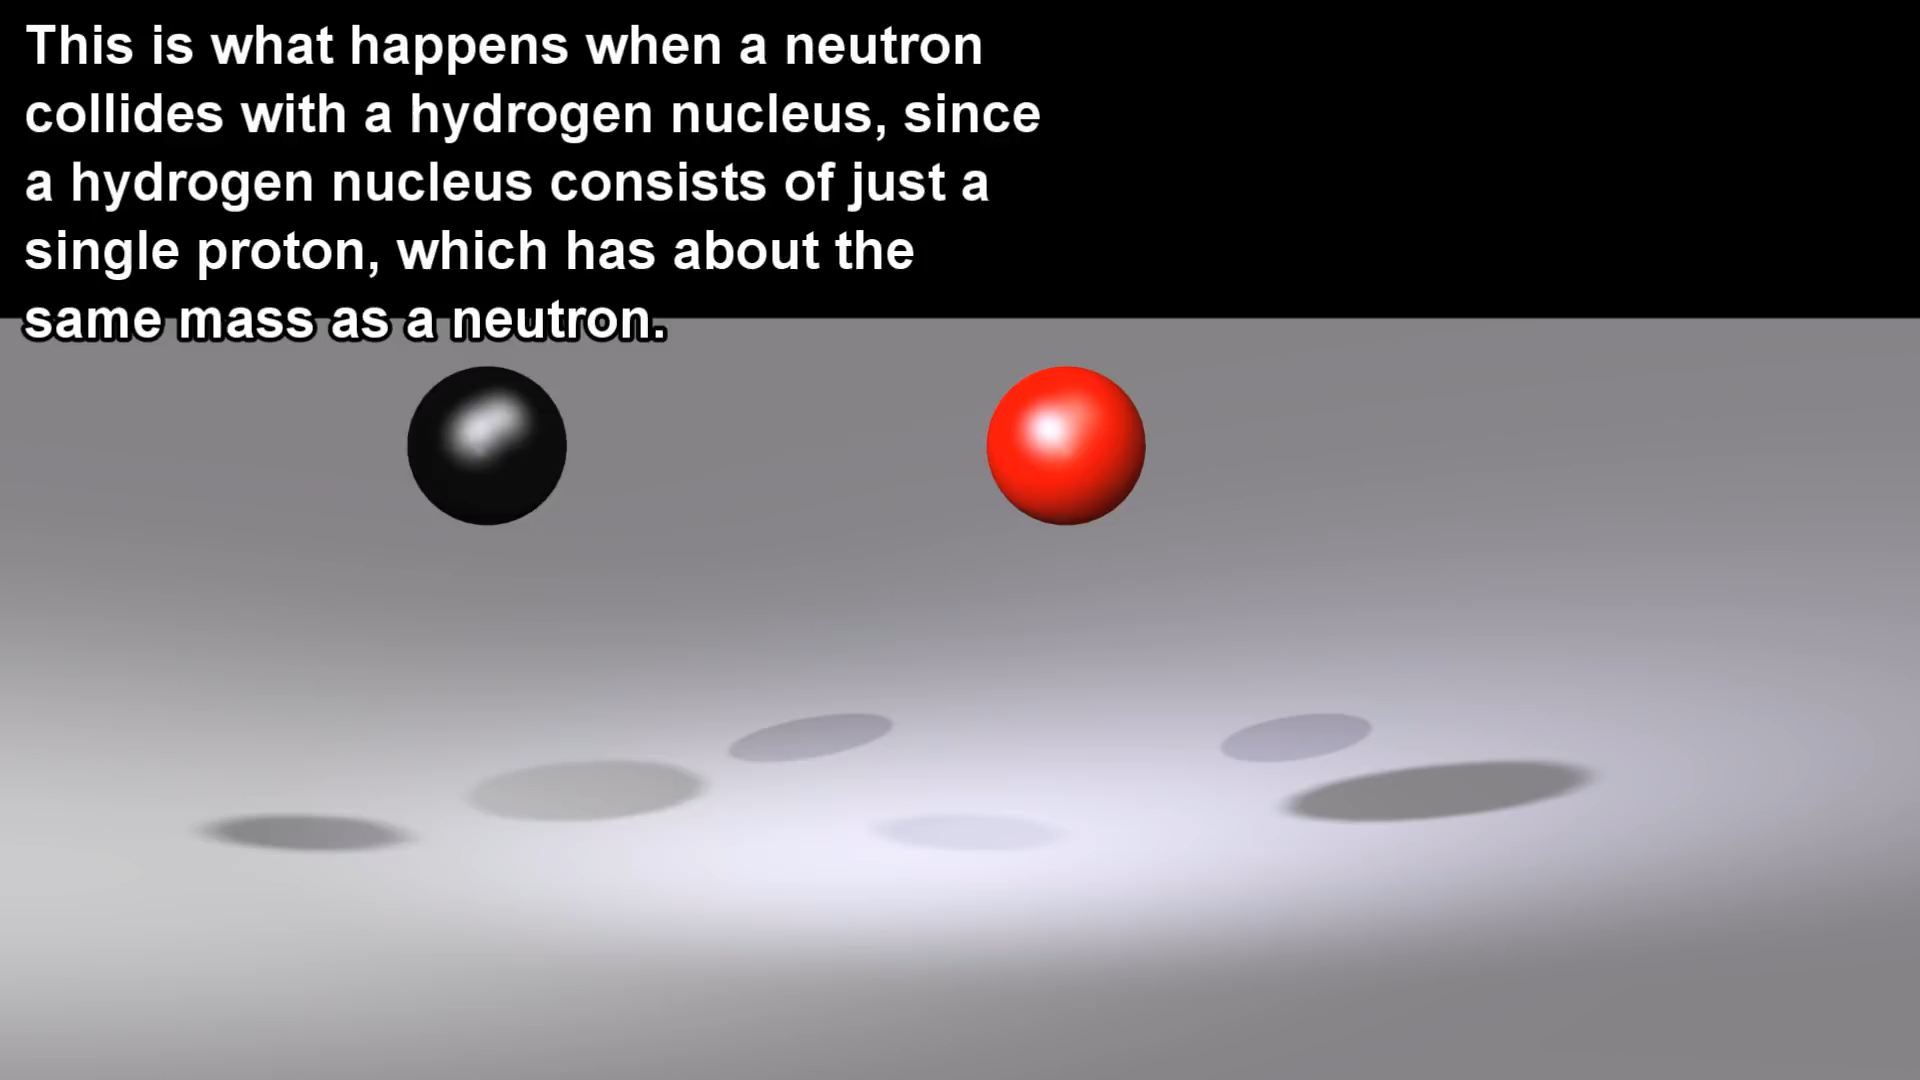 This is what happens when a neutron
collides with a hydrogen nucleus, since
a hydrogen nucleus consists of just a
single proton, which has about the
same mass as a neutron.